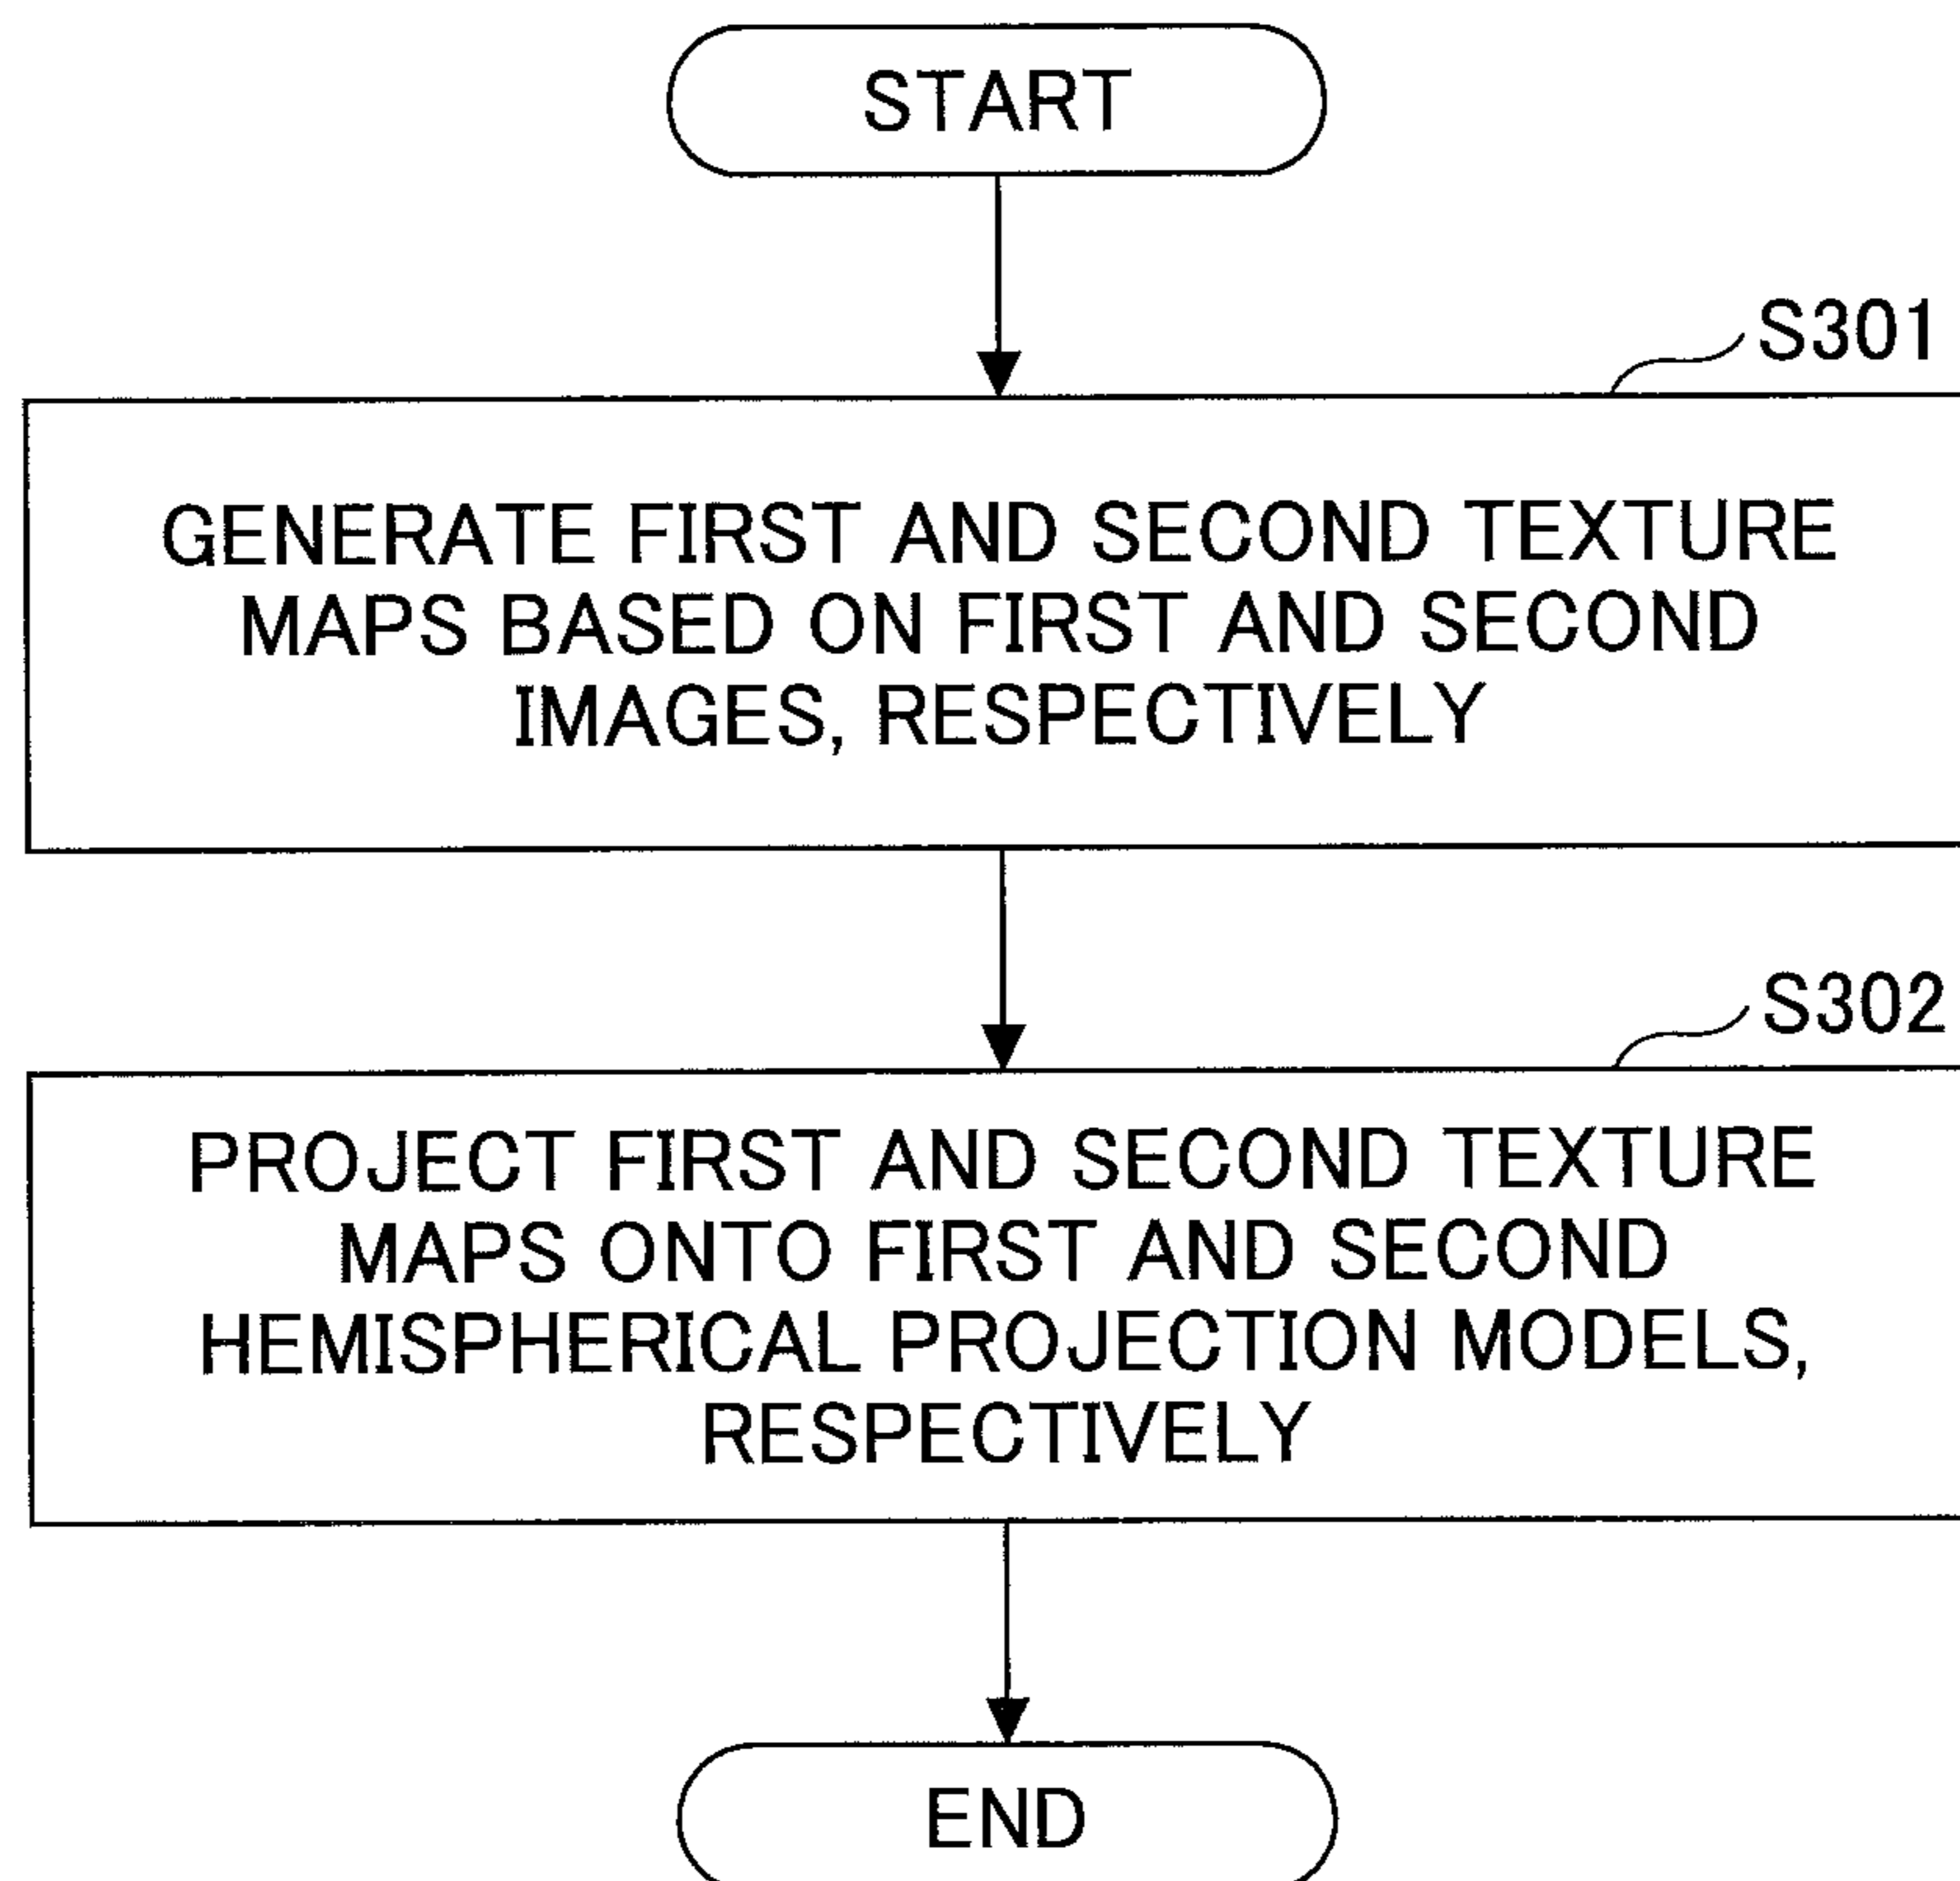 START
S301
GENERATE FIRST AND SECOND TEXTURE
MAPS BASED ON FIRST AND SECOND
IMAGES, RESPECTIVELY
S302
PROJECT FIRST AND SECOND TEXTURE
MAPS ONTO FIRST AND SECOND
HEMISPHERICAL PROJECTION MODELS,
RESPECTIVELY
END